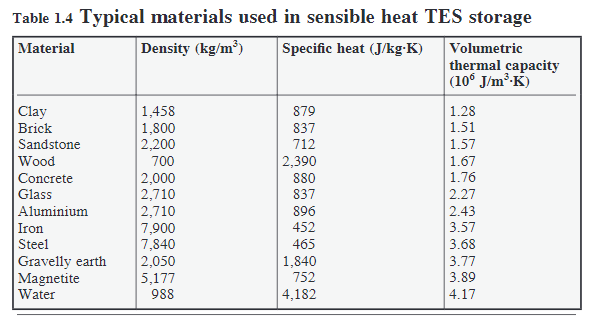 Table 1.4 Typical materials used in sensible heat TES storage
Material Density (kg/m³) Specific heat (J/kg·K) Volumetric
thermal capacity
(10⁶ J/m³·K)
Clay 1,458 879 1.28
Brick 1,800 837 1.51
Sandstone 2,200 712 1.57
Wood 700 2,390 1.67
Concrete 2,000 880 1.76
Glass 2,710 837 2.27
Aluminium 2,710 896 2.43
Iron 7,900 452 3.57
Steel 7,840 465 3.68
Gravelly earth 2,050 1,840 3.77
Magnetite 5,177 752 3.89
Water 988 4,182 4.17